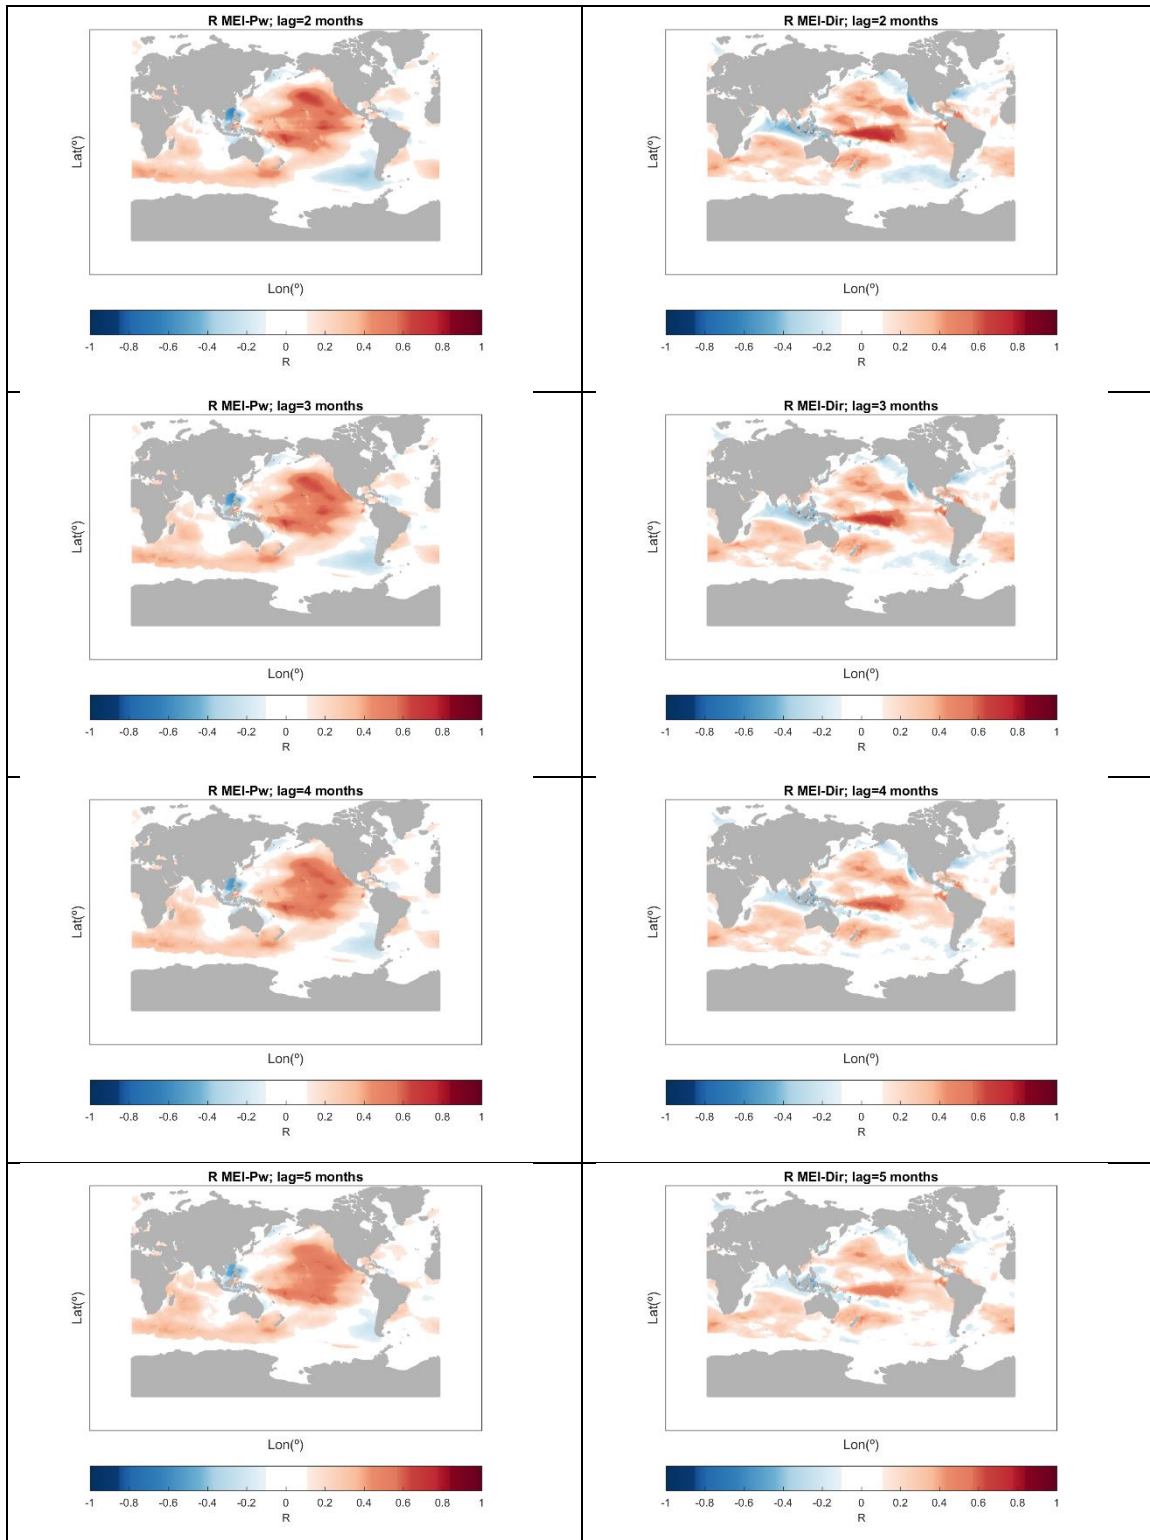 R MEI-Pw; lag=2 months
Lat(º)
Lon(º)
-1 -0.8 -0.6 -0.4 -0.2 0 0.2 0.4 0.6 0.8 1
R
R MEI-Dir; lag=2 months
Lat(º)
Lon(º)
-1 -0.8 -0.6 -0.4 -0.2 0 0.2 0.4 0.6 0.8 1
R
R MEI-Pw; lag=3 months
Lat(º)
Lon(º)
-1 -0.8 -0.6 -0.4 -0.2 0 0.2 0.4 0.6 0.8 1
R
R MEI-Dir; lag=3 months
Lat(º)
Lon(º)
-1 -0.8 -0.6 -0.4 -0.2 0 0.2 0.4 0.6 0.8 1
R
R MEI-Pw; lag=4 months
Lat(º)
Lon(º)
-1 -0.8 -0.6 -0.4 -0.2 0 0.2 0.4 0.6 0.8 1
R
R MEI-Dir; lag=4 months
Lat(º)
Lon(º)
-1 -0.8 -0.6 -0.4 -0.2 0 0.2 0.4 0.6 0.8 1
R
R MEI-Pw; lag=5 months
Lat(º)
Lon(º)
-1 -0.8 -0.6 -0.4 -0.2 0 0.2 0.4 0.6 0.8 1
R
R MEI-Dir; lag=5 months
Lat(º)
Lon(º)
-1 -0.8 -0.6 -0.4 -0.2 0 0.2 0.4 0.6 0.8 1
R